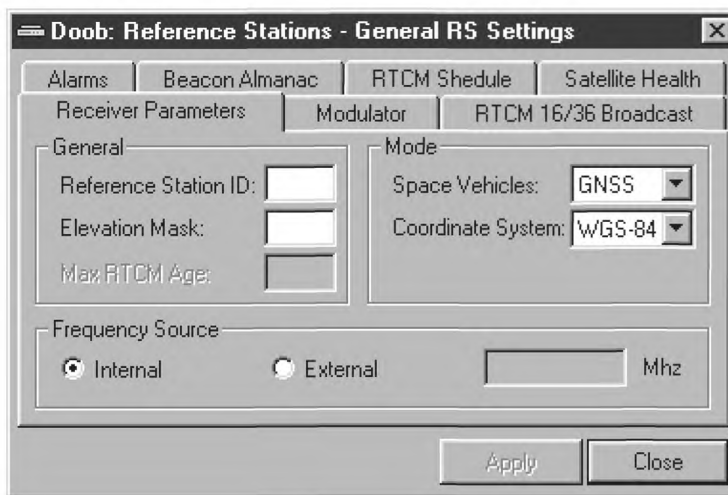 Doob: Reference Stations - General RS Settings
Alarms Beacon Almanac RTCM Shedule Satellite Health
Receiver Parameters Modulator RTCM 16/36 Broadcast
General
Reference Station ID:
Elevation Mask:
Max RTCM Age:
Mode
Space Vehicles: GNSS
Coordinate System: WGS-84
Frequency Source
Internal External Mhz
Apply Close